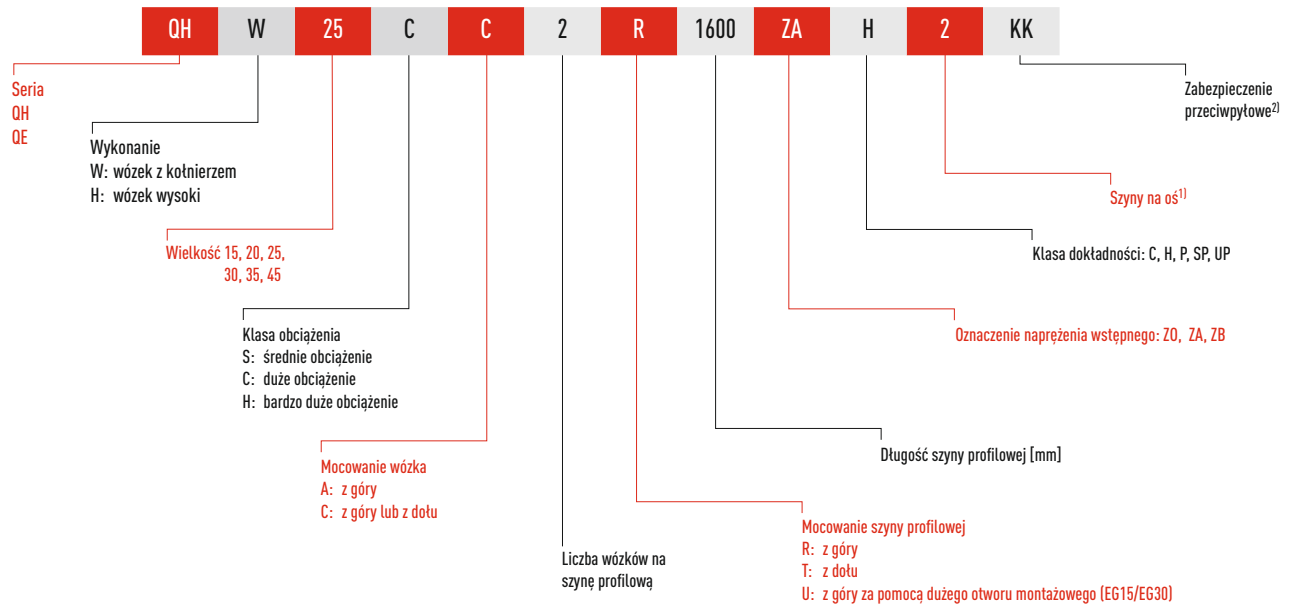 QH W 25 C C 2 R 1600 ZA H 2 KK
Seria
QH
QE
Zabezpieczenie
przeciwpyłowe2)
Wykonanie
W: wózek z kołnierzem
H: wózek wysoki
Szyny na oś1)
Wielkość 15, 20, 25,
30, 35, 45
Klasa dokładności: C, H, P, SP, UP
Klasa obciążenia
S: średnie obciążenie
C: duże obciążenie
H: bardzo duże obciążenie
Oznaczenie naprężenia wstępnego: ZO, ZA, ZB
Mocowanie wózka
A: z góry
C: z góry lub z dołu
Długość szyny profilowej [mm]
Liczba wózków na
szynę profilową
Mocowanie szyny profilowej
R: z góry
T: z dołu
U: z góry za pomocą dużego otworu montażowego (EG15/EG30)